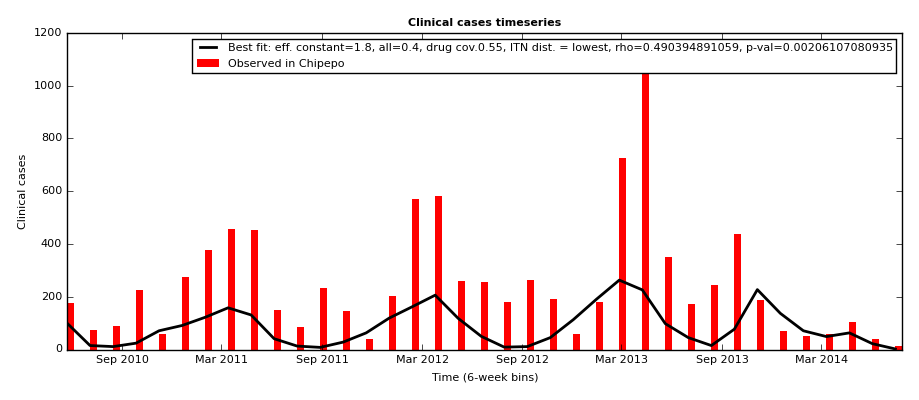 Clinical cases timeseries
Best fit: eff. constant=1.8, all=0.4, drug cov.0.55, ITN dist. = lowest, rho=0.490394891059, p-val=0.00206107080935
Observed in Chipepo
1200
1000
800
600
400
200
0
Clinical cases
Sep 2010 Mar 2011 Sep 2011 Mar 2012 Sep 2012 Mar 2013 Sep 2013 Mar 2014
Time (6-week bins)